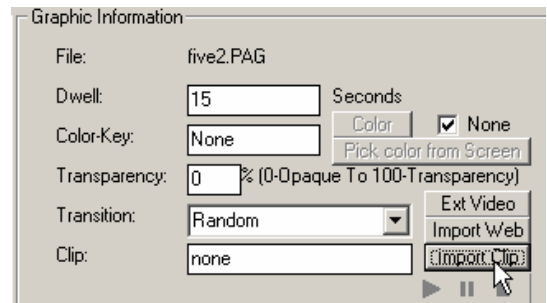 Graphic Information
File: five2.PAG
Dwell: 15 Seconds
Color None
Color-Key: None
Pick color from Screen
Transparency: 0 % (0-Opaque To 100-Transparency)
Ext Video
Transition: Random
Import Web
Clip: none Import Clip